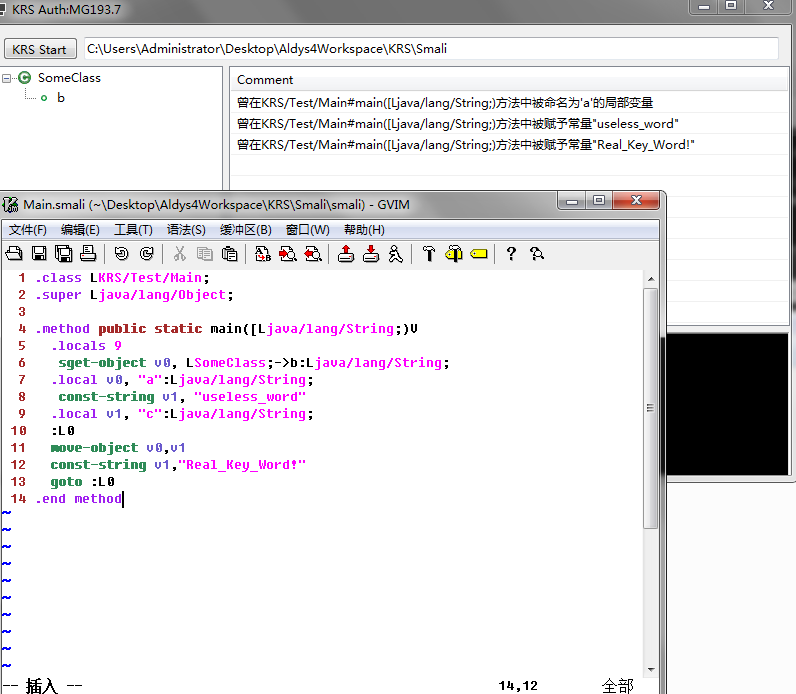 KRS Auth:MG193.7
KRS Start
C:\Users\Administrator\Desktop\Aldys4Workspace\KRS\Smali
SomeClass
b
Comment
曾在KRS/Test/Main#main([Ljava/lang/String;)方法中被命名为'a'的局部变量
曾在KRS/Test/Main#main([Ljava/lang/String;)方法中被赋予常量"useless_word"
曾在KRS/Test/Main#main([Ljava/lang/String;)方法中被赋予常量"Real_Key_Word!"
Main.smali (~\Desktop\Aldys4Workspace\KRS\Smali\smali) - GVIM
文件(F) 编辑(E) 工具(T) 语法(S) 缓冲区(B) 窗口(W) 帮助(H)
1 .class LKRS/Test/Main;
2 .super Ljava/lang/Object;
3
4 .method public static main([Ljava/lang/String;)V
5 .locals 9
6 sget-object v0, LSomeClass;->b:Ljava/lang/String;
7 .local v0, "a":Ljava/lang/String;
8 const-string v1, "useless_word"
9 .local v1, "c":Ljava/lang/String;
10 :L0
11 move-object v0,v1
12 const-string v1,"Real_Key_Word!"
13 goto :L0
14 .end method
~
~
~
~
~
~
~
~
~
~
-- 插入 -- 14,12 全部